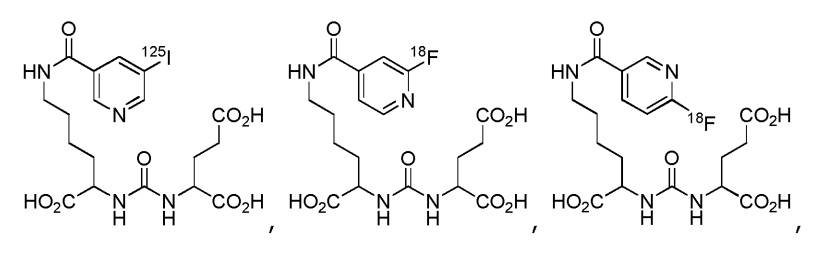 O O O
125I 18F
HN HN HN N
N N 18F
CO2H CO2H CO2H
O O O
HO2C N N CO2H HO2C N N CO2H HO2C N N CO2H
H H , H H , H H ,